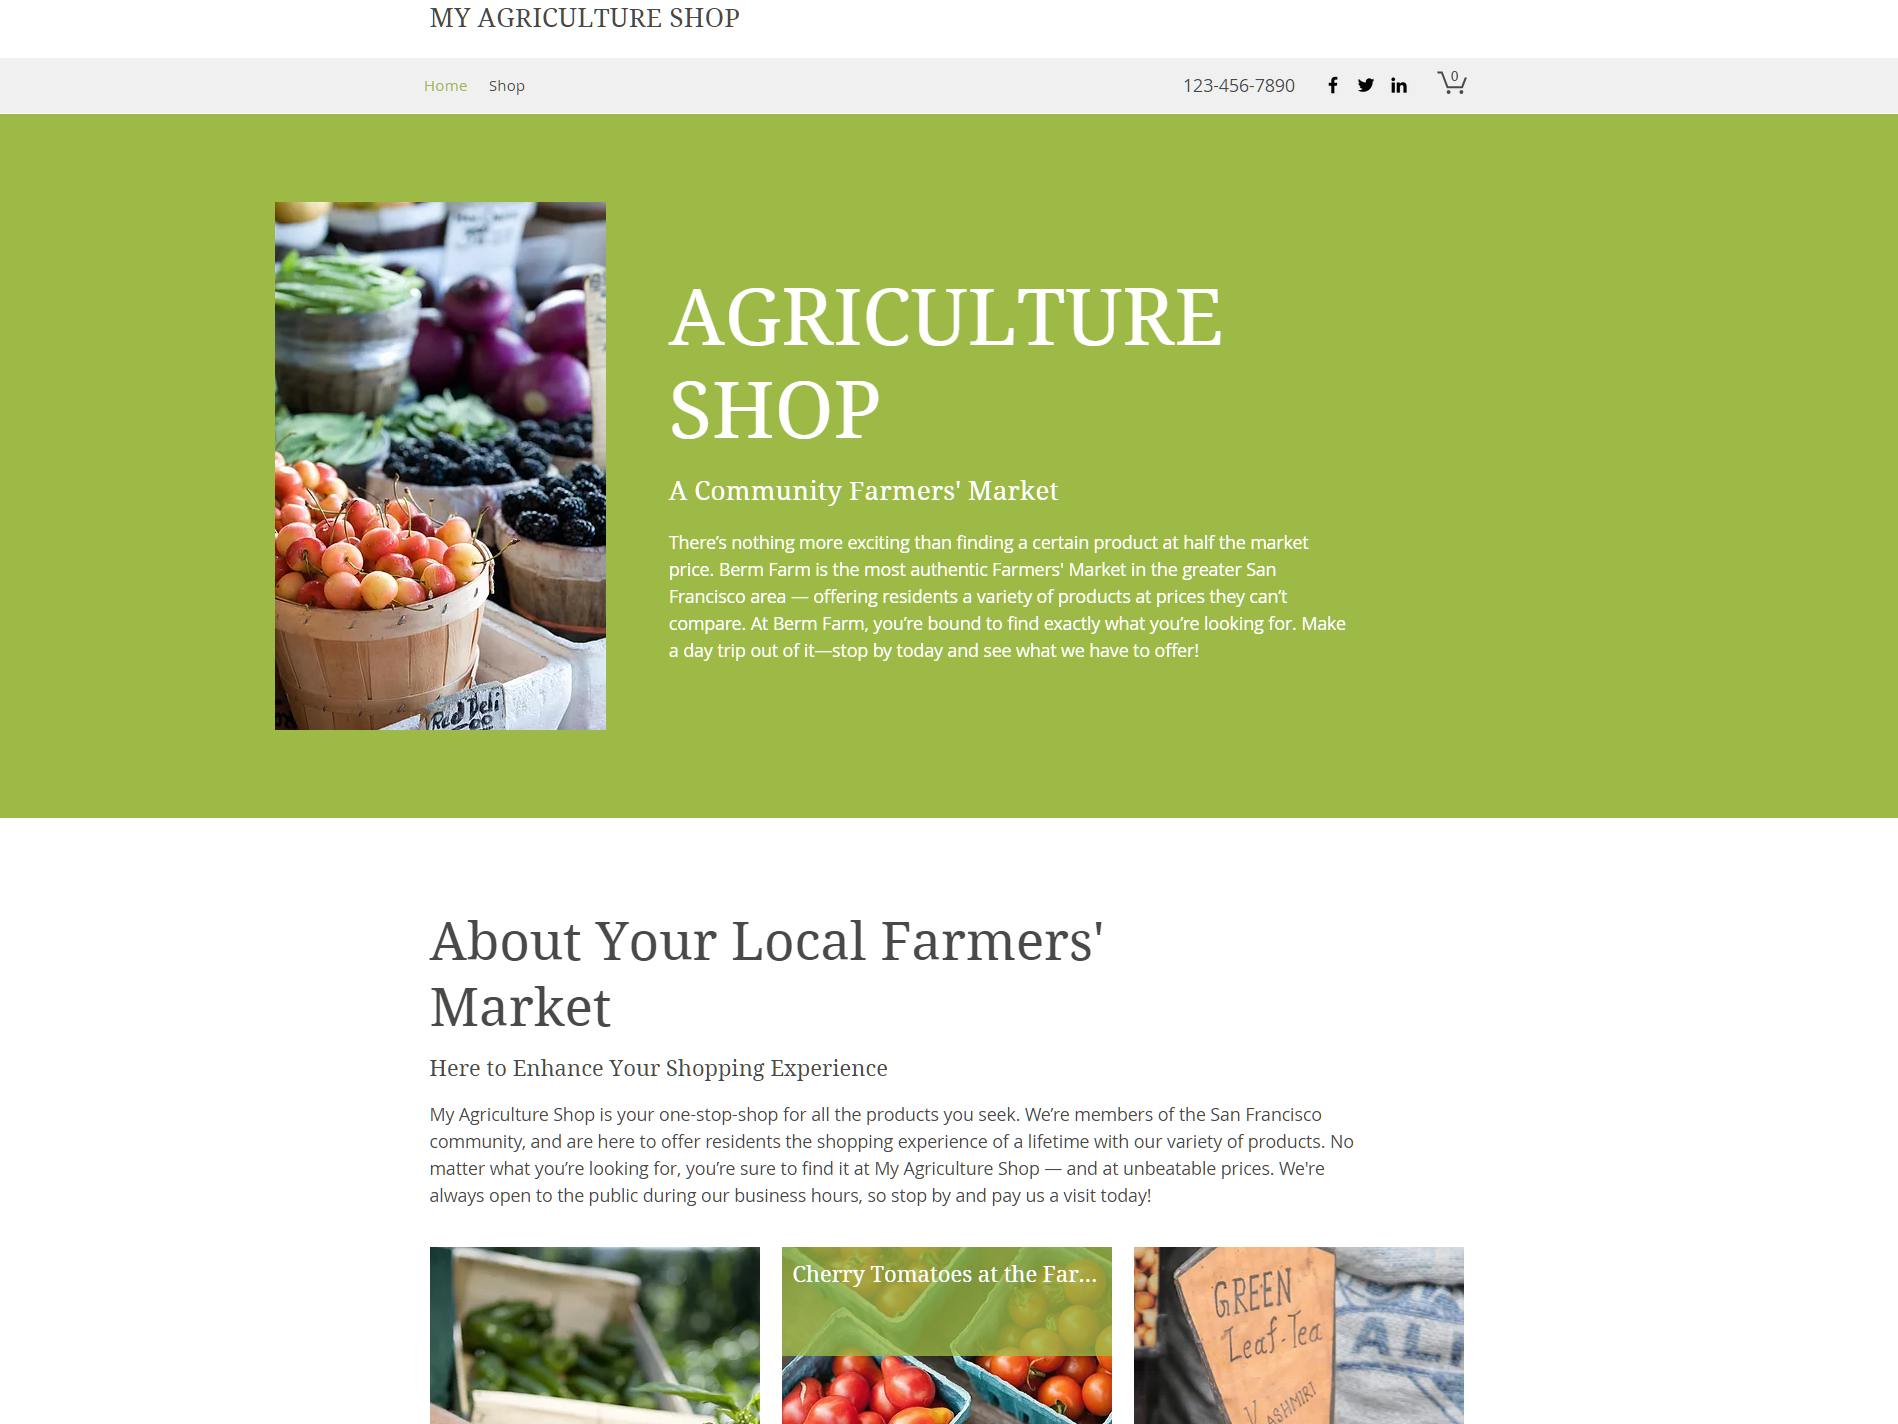 MY AGRICULTURE SHOP
Home Shop 123-456-7890 0
AGRICULTURE
SHOP
A Community Farmers' Market
There’s nothing more exciting than finding a certain product at half the market
price. Berm Farm is the most authentic Farmers' Market in the greater San
Francisco area — offering residents a variety of products at prices they can’t
compare. At Berm Farm, you’re bound to find exactly what you’re looking for. Make
a day trip out of it—stop by today and see what we have to offer!
Red Deli
About Your Local Farmers'
Market
Here to Enhance Your Shopping Experience
My Agriculture Shop is your one-stop-shop for all the products you seek. We’re members of the San Francisco
community, and are here to offer residents the shopping experience of a lifetime with our variety of products. No
matter what you’re looking for, you’re sure to find it at My Agriculture Shop — and at unbeatable prices. We're
always open to the public during our business hours, so stop by and pay us a visit today!
Cherry Tomatoes at the Far...
GREEN
Leaf-Tea
KASHMIRI